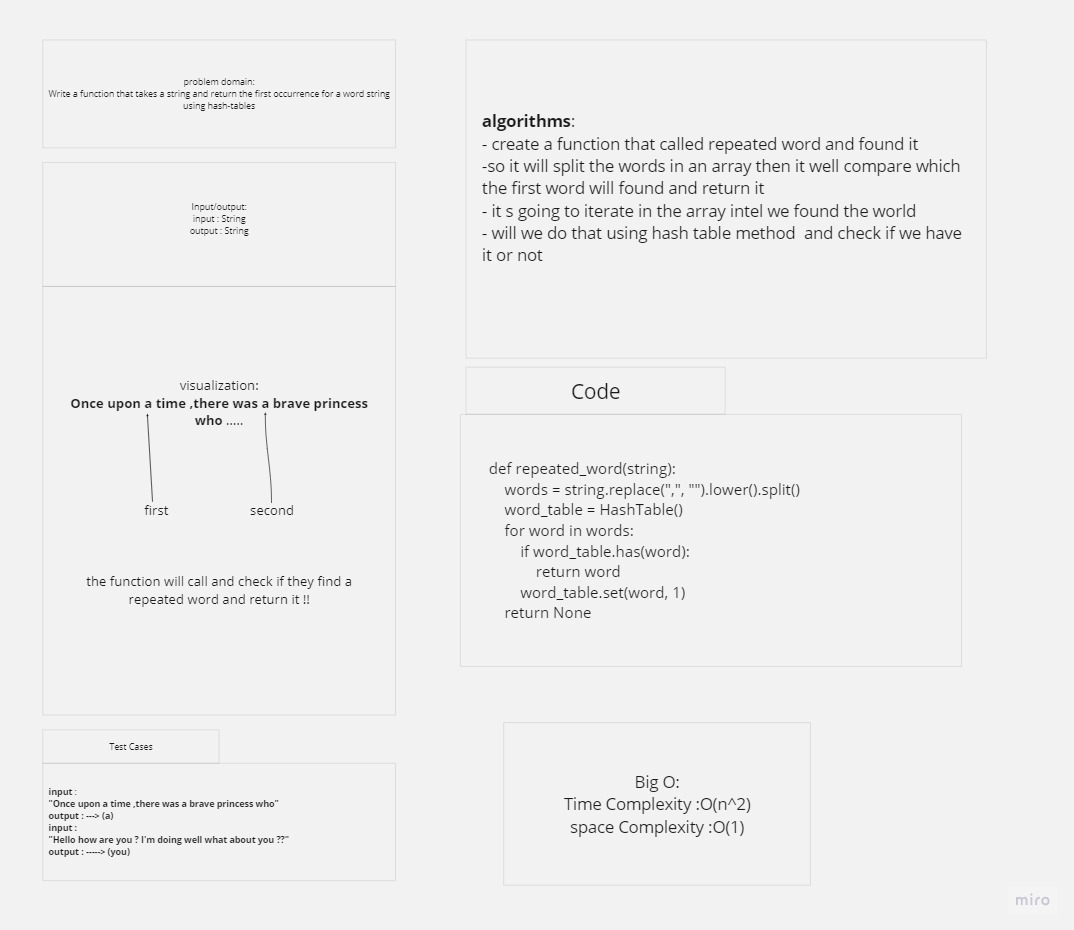 problem domain:
Write a function that takes a string and return the first occurrence for a word string
using hash-tables
Input/output:
input : String
output : String
visualization:
Once upon a time ,there was a brave princess
who .....
first
second
the function will call and check if they find a
repeated word and return it !!
Test Cases
input :
"Once upon a time ,there was a brave princess who"
output : ---> (a)
input :
"Hello how are you ? I'm doing well what about you ??"
output : -----> (you)
algorithms:
- create a function that called repeated word and found it
-so it will split the words in an array then it well compare which
the first word will found and return it
- it s going to iterate in the array intel we found the world
- will we do that using hash table method  and check if we have
it or not
Code
def repeated_word(string):
    words = string.replace(",", "").lower().split()
    word_table = HashTable()
    for word in words:
        if word_table.has(word):
            return word
        word_table.set(word, 1)
    return None
Big O:
Time Complexity :O(n^2)
space Complexity :O(1)
miro